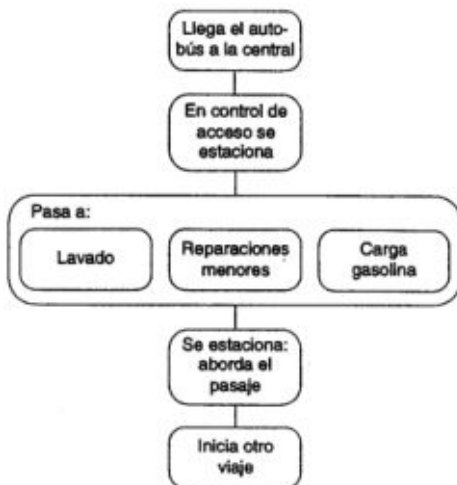 Llega el auto-
bús a la central
En control de
acceso se
estaciona
Pasa a:
Lavado
Reparaciones
menores
Carga
gasolina
Se estaciona:
aborda el
pasaje
Inicia otro
viaje